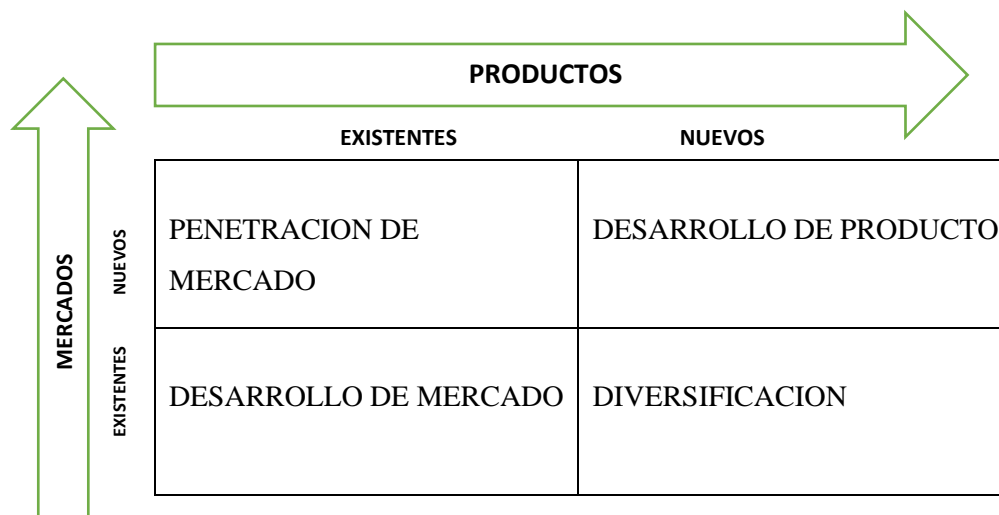 PRODUCTOS
EXISTENTES
NUEVOS
MERCADOS
NUEVOS
PENETRACION DE
MERCADO
DESARROLLO DE PRODUCTO
EXISTENTES
DESARROLLO DE MERCADO
DIVERSIFICACION